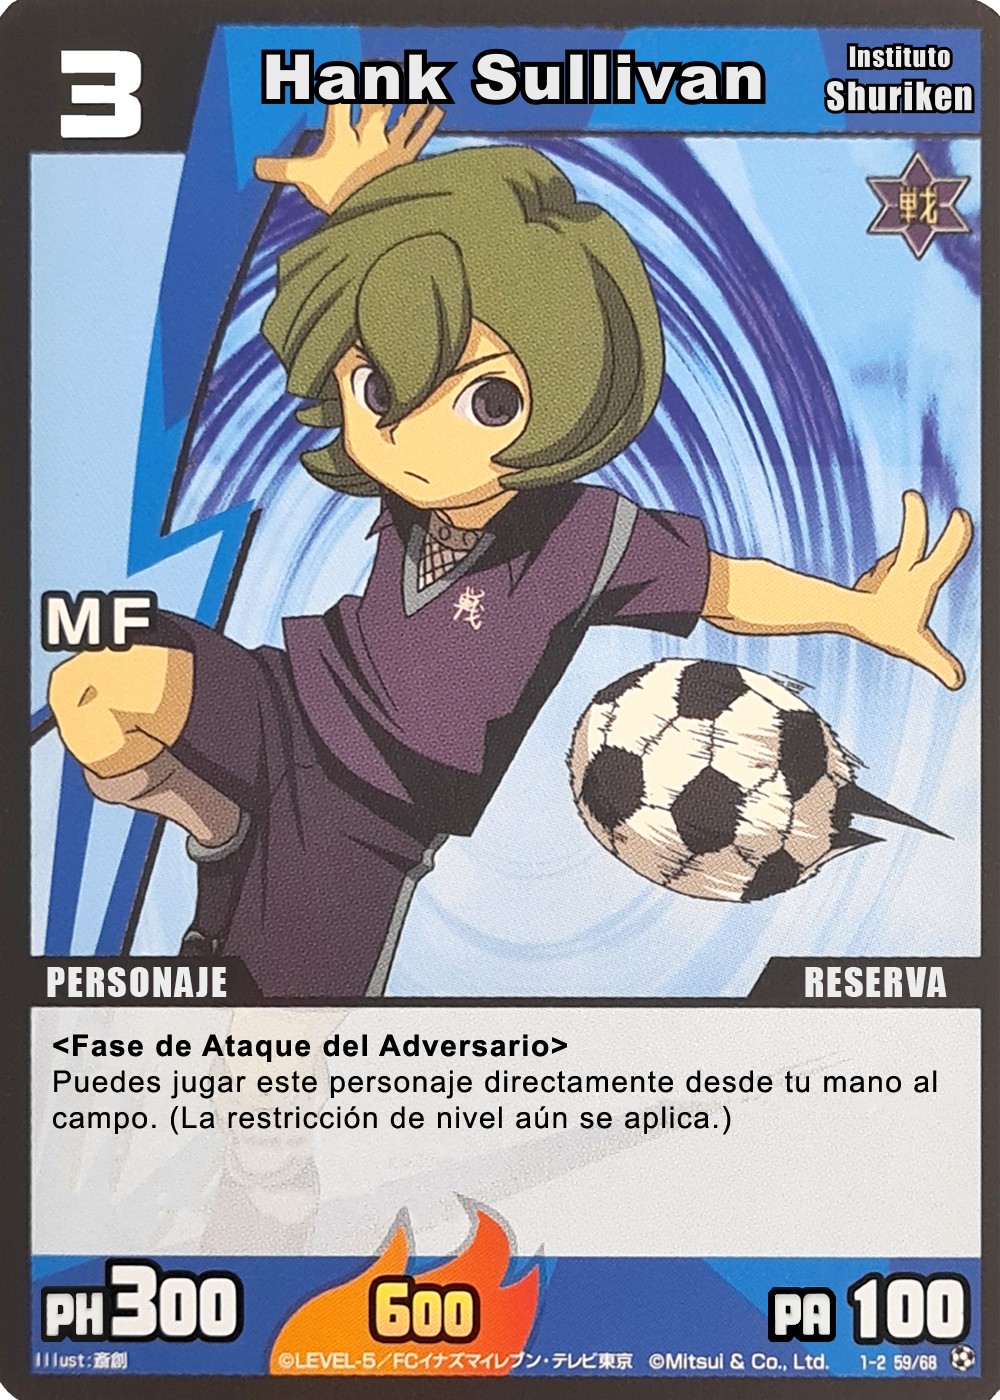 3
Hank Sullivan
Instituto
Shuriken
戦
戦
MF
PERSONAJE
RESERVA
<Fase de Ataque del Adversario>
Puedes jugar este personaje directamente desde tu mano al
campo. (La restricción de nivel aún se aplica.)
PH 300
600
PA 100
Illust:斎創
©LEVEL-5／FCイナズマイレブン・テレビ東京 ©Mitsui & Co., Ltd. 1-2 59/68